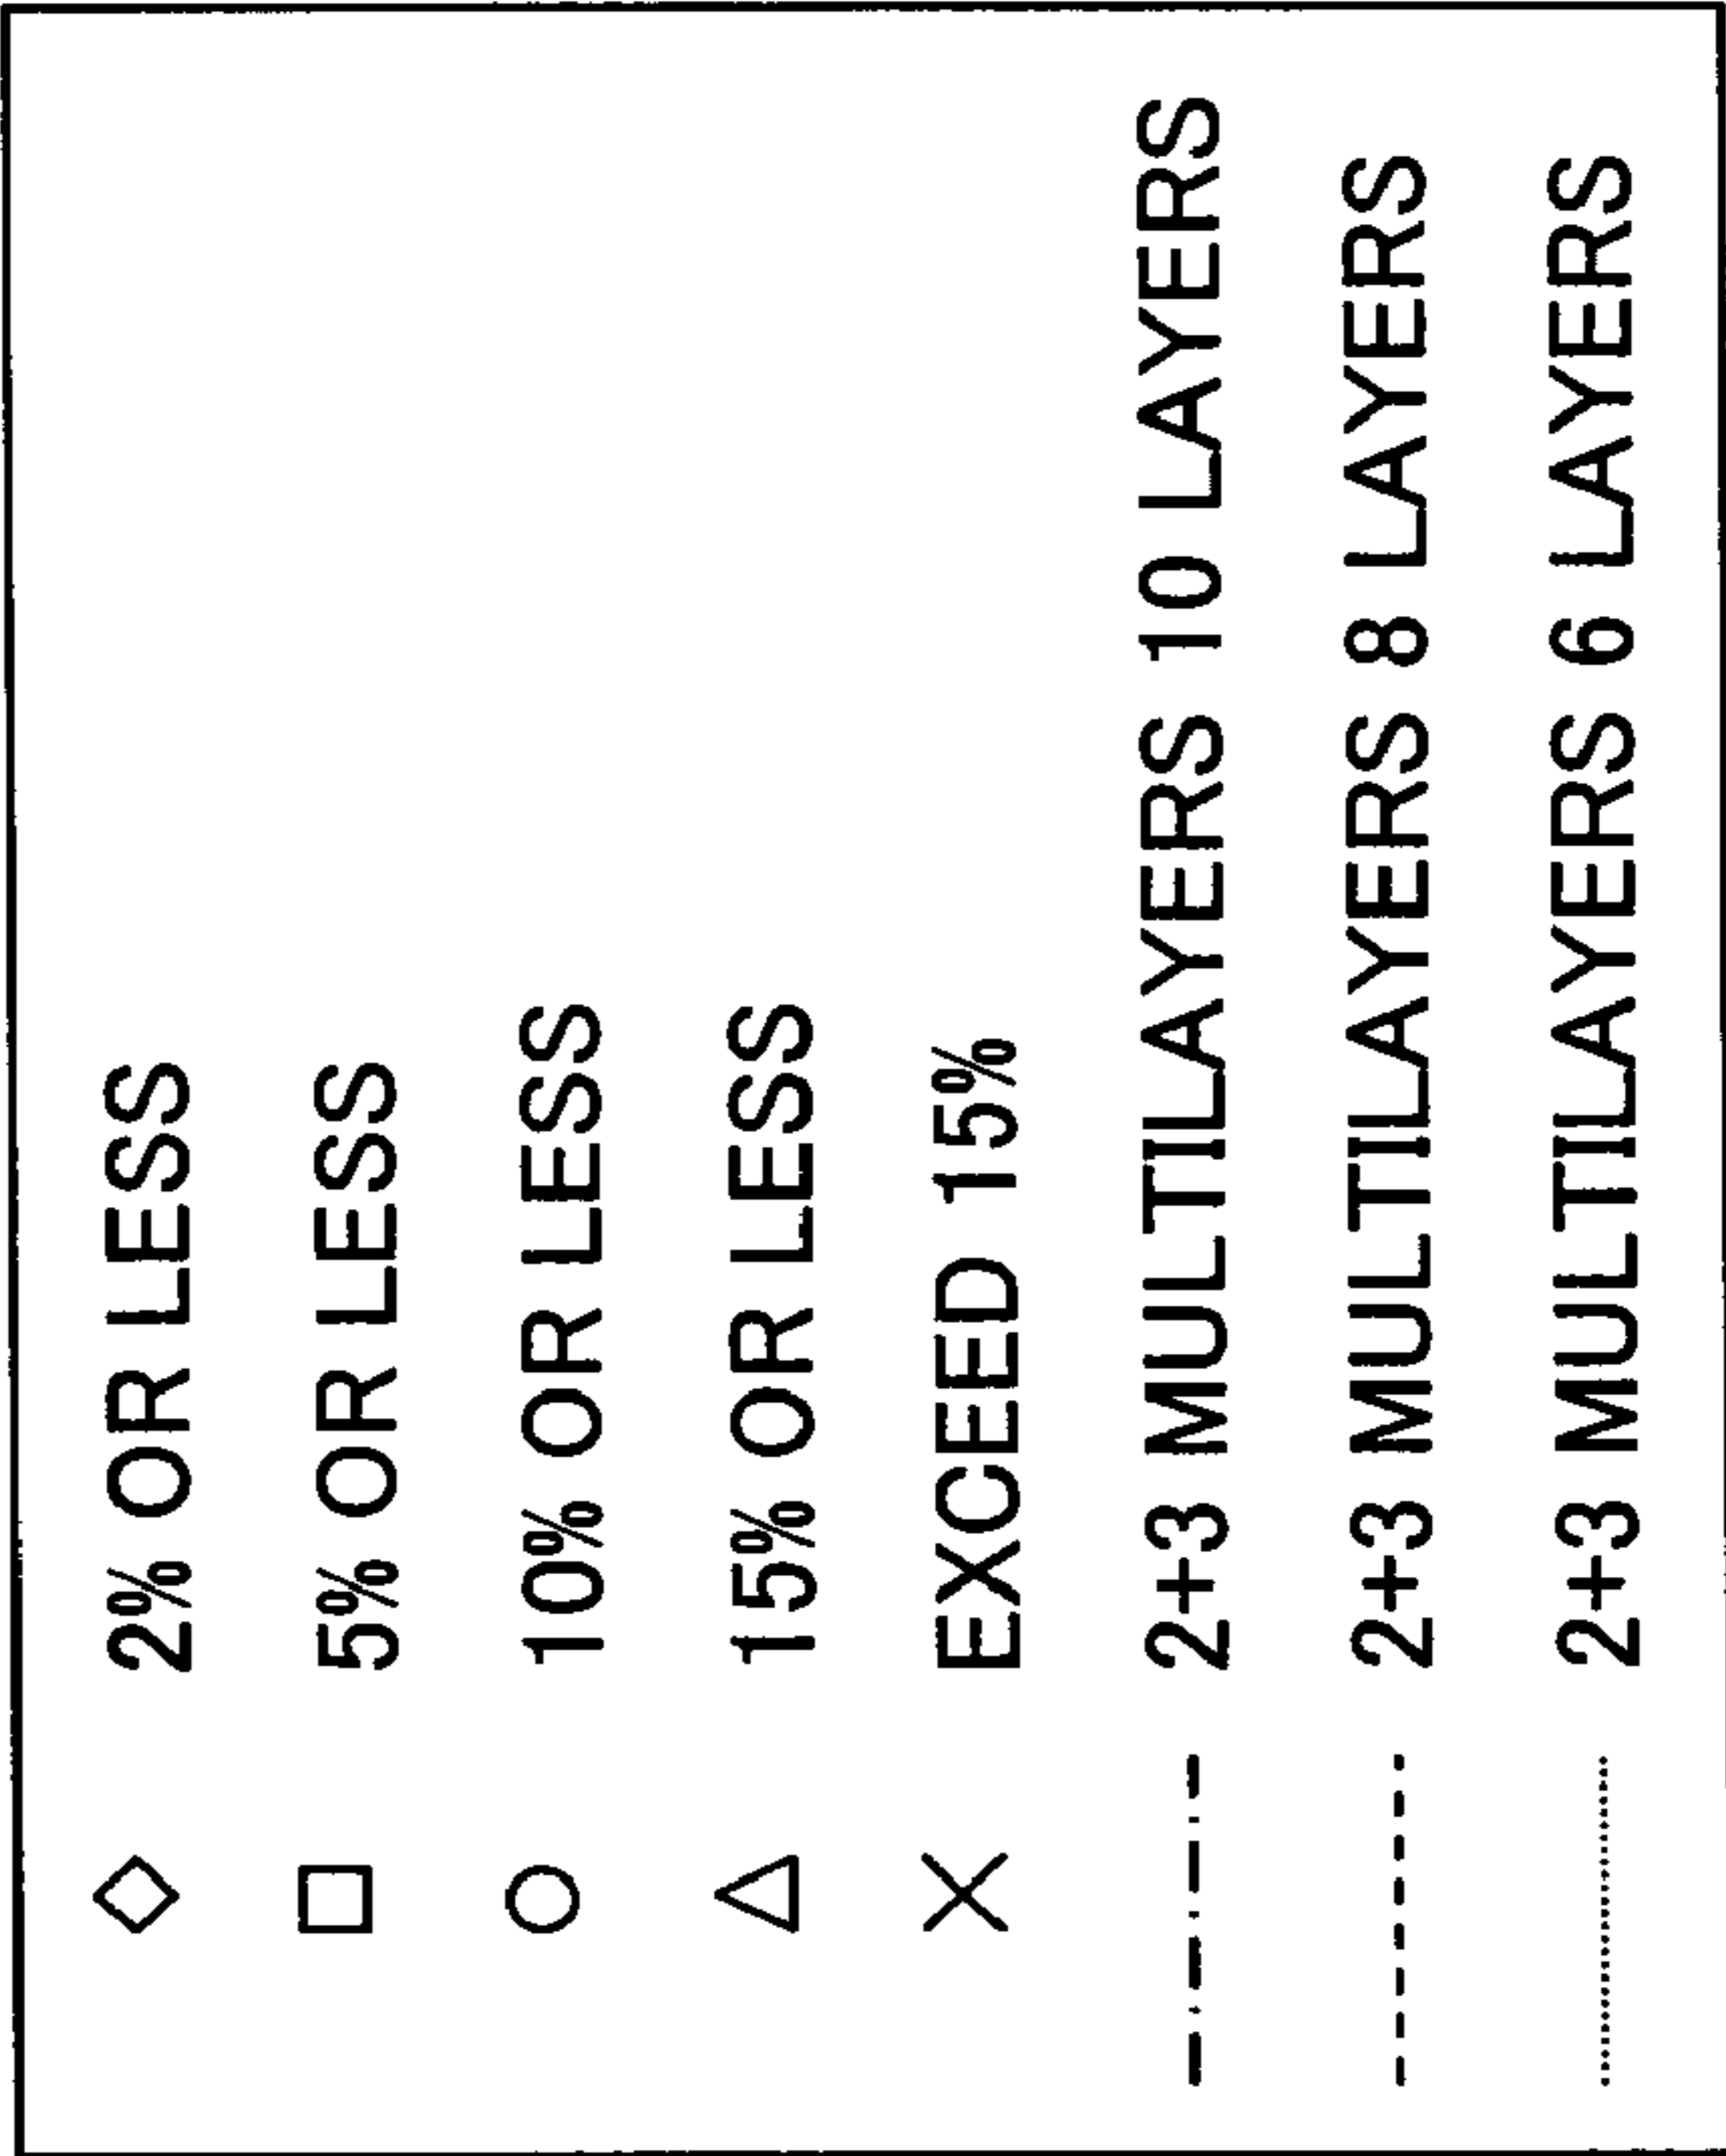 2% OR LESS
5% OR LESS
10% OR LESS
15% OR LESS
EXCEED 15%
2+3 MULTILAYERS 10 LAYERS
2+3 MULTILAYERS 8 LAYERS
2+3 MULTILAYERS 6 LAYERS